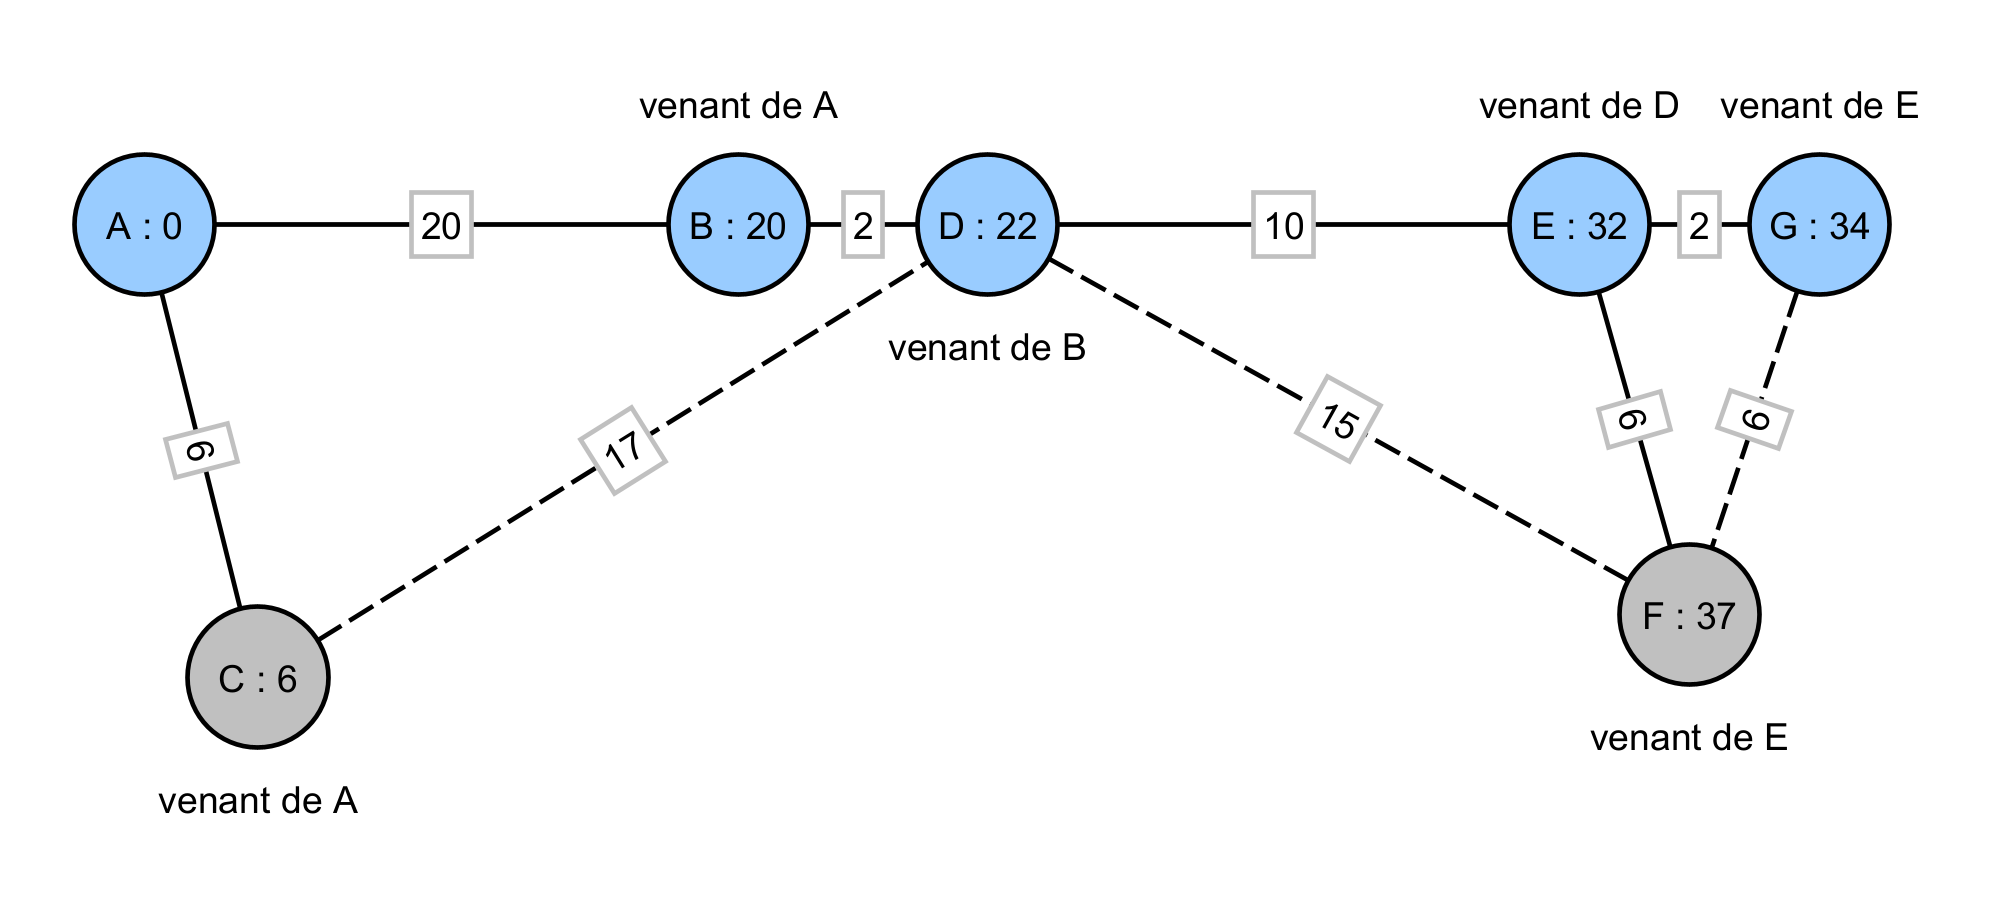 venant de A
venant de D
venant de E
A : 0
20
B : 20
2
D : 22
10
E : 32
2
G : 34
venant de B
6
17
15
6
6
C : 6
F : 37
venant de E
venant de A